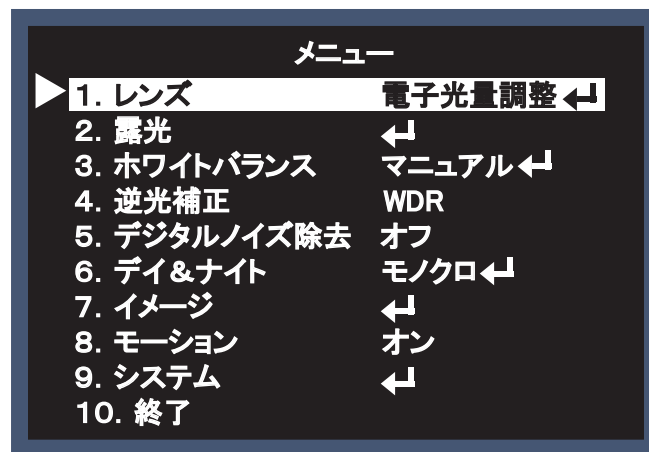 メニュー
1. レンズ 電子光量調整
2. 露光
3. ホワイトバランス マニュアル
4. 逆光補正 WDR
5. デジタルノイズ除去 オフ
6. デイ&ナイト モノクロ
7. イメージ
8. モーション オン
9. システム
10. 終了